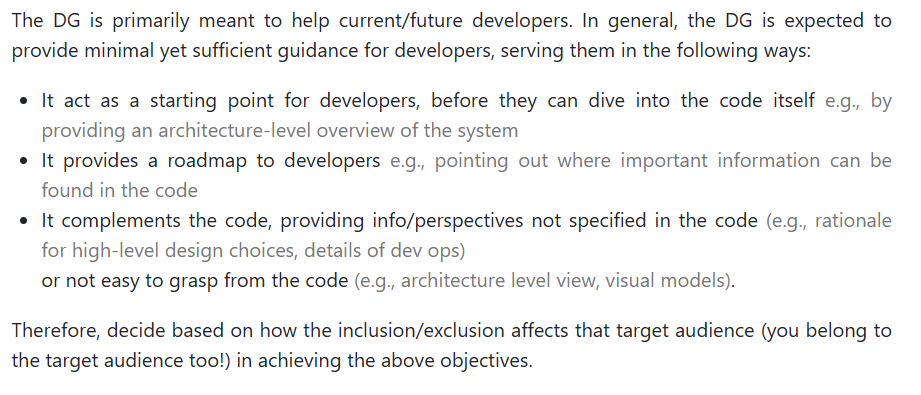 The DG is primarily meant to help current/future developers. In general, the DG is expected to
provide minimal yet sufficient guidance for developers, serving them in the following ways:
• It act as a starting point for developers, before they can dive into the code itself e.g., by
providing an architecture-level overview of the system
• It provides a roadmap to developers e.g., pointing out where important information can be
found in the code
• It complements the code, providing info/perspectives not specified in the code (e.g., rationale
for high-level design choices, details of dev ops)
or not easy to grasp from the code (e.g., architecture level view, visual models).
Therefore, decide based on how the inclusion/exclusion affects that target audience (you belong to
the target audience too!) in achieving the above objectives.